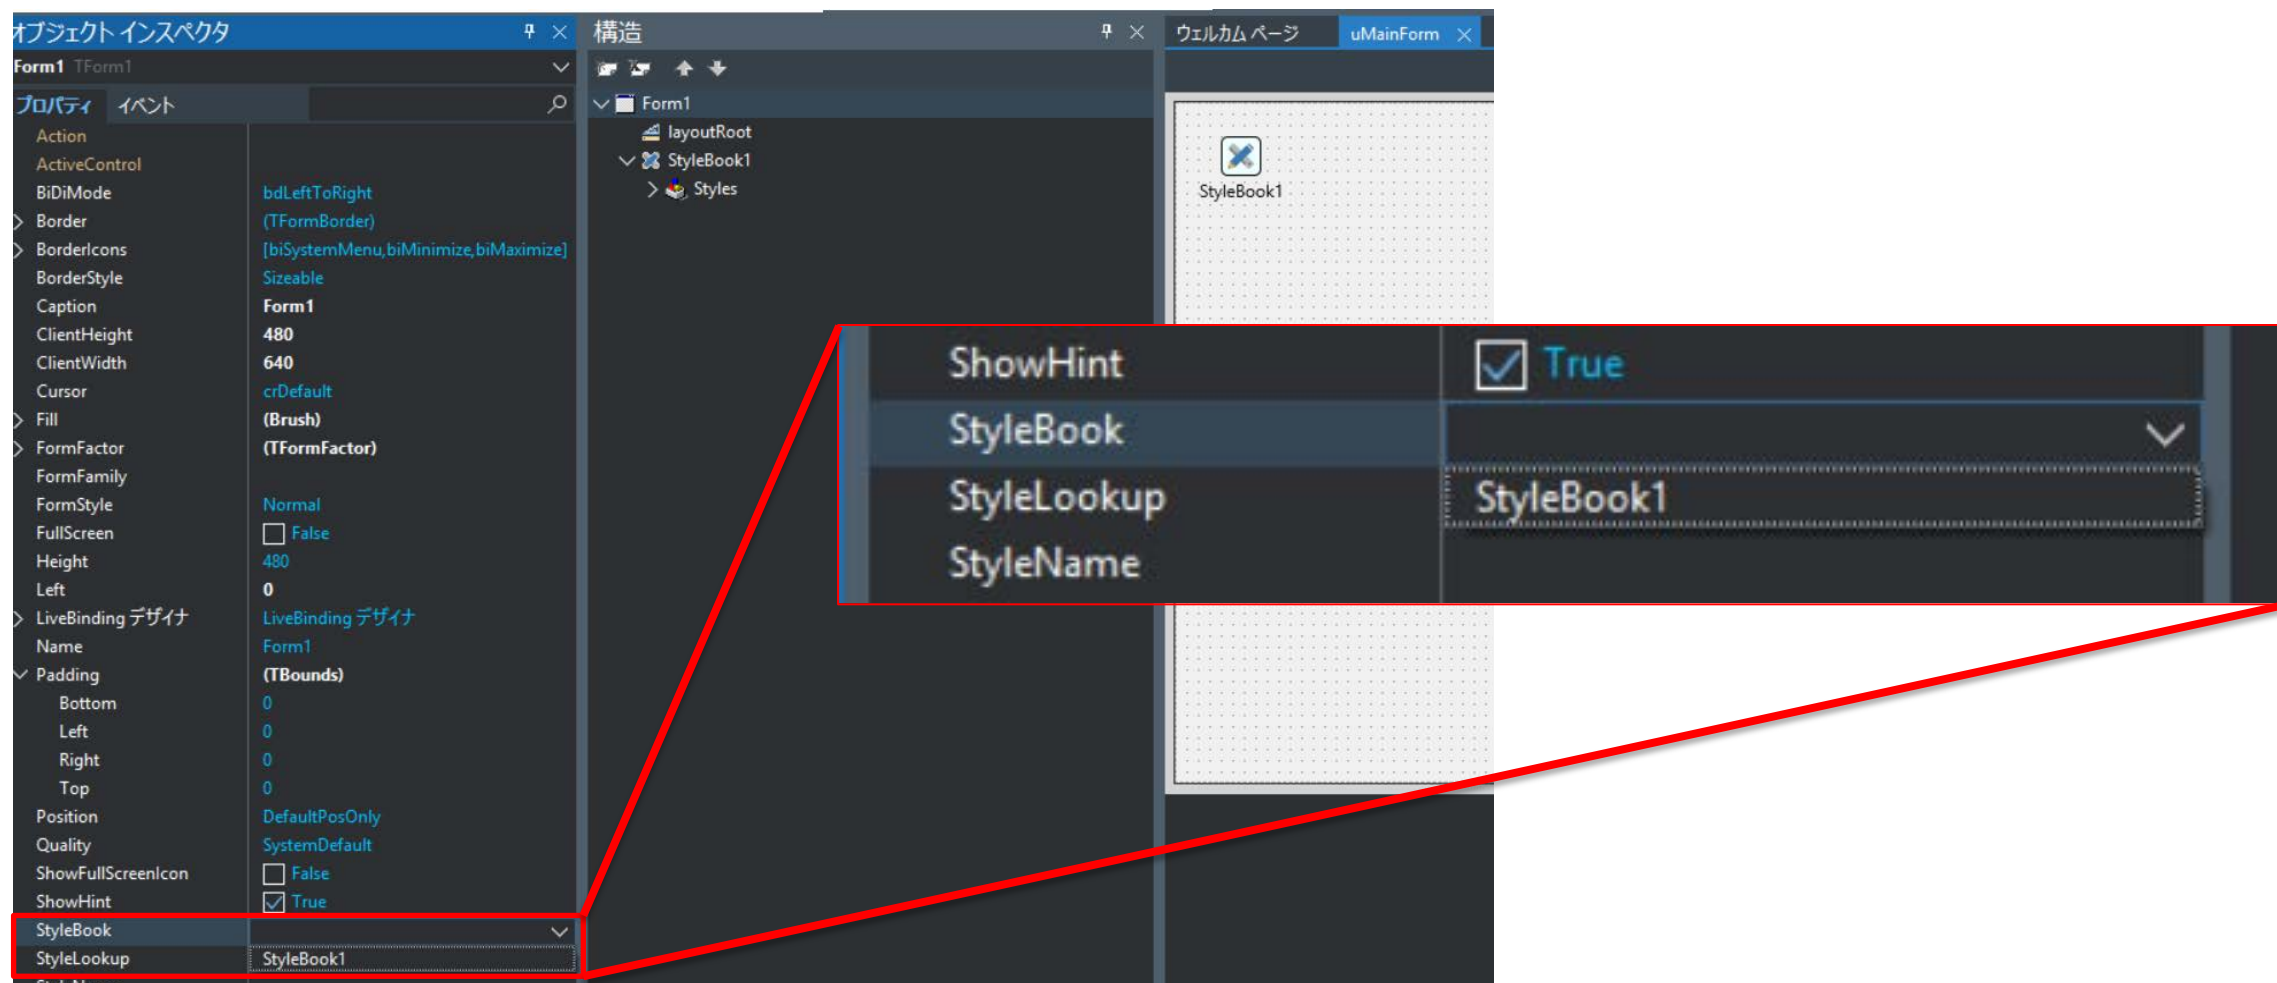 オブジェクト インスペクタ
Form1 TForm1
プロパティ イベント
Action
ActiveControl
BiDiMode bdLeftToRight
Border (TFormBorder)
BorderIcons [biSystemMenu,biMinimize,biMaximize]
BorderStyle Sizeable
Caption Form1
ClientHeight 480
ClientWidth 640
Cursor crDefault
Fill (Brush)
FormFactor (TFormFactor)
FormFamily
FormStyle Normal
FullScreen False
Height 480
Left 0
LiveBinding デザイナ LiveBinding デザイナ
Name Form1
Padding (TBounds)
Bottom 0
Left 0
Right 0
Top 0
Position DefaultPosOnly
Quality SystemDefault
ShowFullScreenIcon False
ShowHint True
StyleBook
StyleLookup StyleBook1
構造
Form1
layoutRoot
StyleBook1
Styles
ウェルカム ページ uMainForm
StyleBook1
ShowHint True
StyleBook
StyleLookup StyleBook1
StyleName